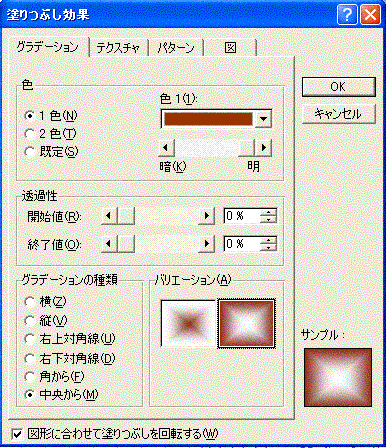 塗りつぶし効果
グラデーション テクスチャ パターン 図
OK
キャンセル
色
1 色(N)
2 色(T)
既定(S)
色 1(1):
暗(K) 明
透過性
開始値(R): 0 %
終了値(O): 0 %
グラデーションの種類
横(Z)
縦(V)
右上対角線(U)
右下対角線(D)
角から(F)
中央から(M)
バリエーション(A)
サンプル:
図形に合わせて塗りつぶしを回転する(W)